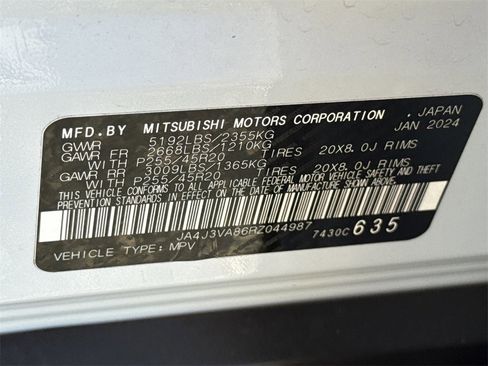 MFD.BY MITSUBISHI MOTORS CORPORATION, JAPAN
GVWR 5192LBS/2355KG JAN 2024
GAWR FR 2668LBS/1210KG
WITH P255/45R20 TIRES 20X8.0J RIMS
GAWR RR 3009LBS/1365KG
WITH P255/45R20 TIRES 20X8.0J RIMS
THIS VEHICLE CONFORMS TO ALL APPLICABLE FEDERAL MOTOR VEHICLE SAFETY AND THEFT
PREVENTION STANDARDS IN EFFECT ON THE DATE OF MANUFACTURE SHOWN ABOVE.
JA4J3VA86RZ044987
VEHICLE TYPE: MPV 7430C 635